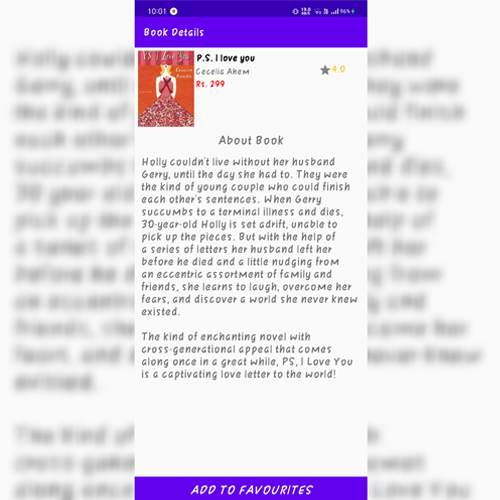 10:01
96%
Book Details
P.S. I love you
Cecelia Ahern
Rs. 299
4.0
About Book
Holly couldn't live without her husband
Gerry, until the day she had to. They were
the kind of young couple who could finish
each other's sentences. When Gerry
succumbs to a terminal illness and dies,
30-year-old Holly is set adrift, unable to
pick up the pieces. But with the help of
a series of letters her husband left her
before he died and a little nudging from
an eccentric assortment of family and
friends, she learns to laugh, overcome her
fears, and discover a world she never knew
existed.
The kind of enchanting novel with
cross-generational appeal that comes
along once in a great while, PS, I Love You
is a captivating love letter to the world!
ADD TO FAVOURITES